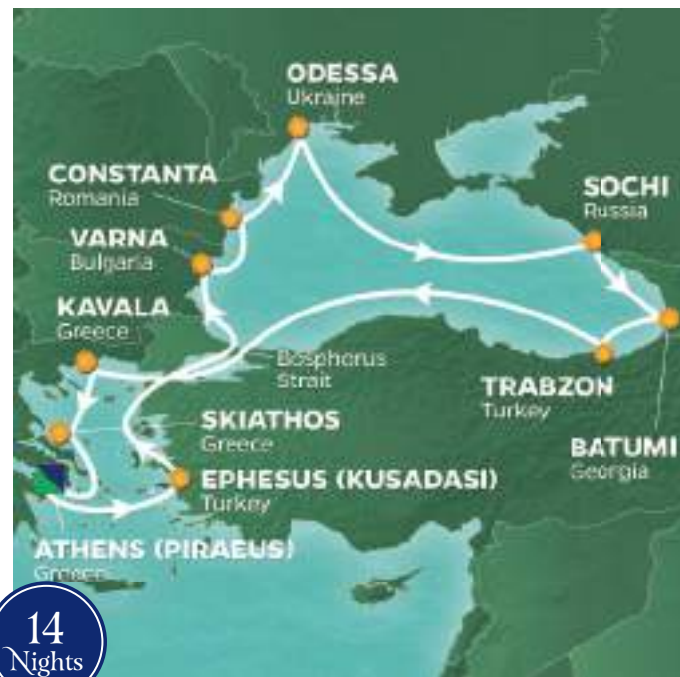 ODESSA
Ukraine
CONSTANTA
Romania
SOCHI
Russia
VARNA
Bulgaria
KAVALA
Greece
Bosphorus
Strait
TRABZON
Turkey
SKIATHOS
Greece
BATUMI
Georgia
EPHESUS (KUSADASI)
Turkey
ATHENS (PIRAEUS)
Greece
14
Nights